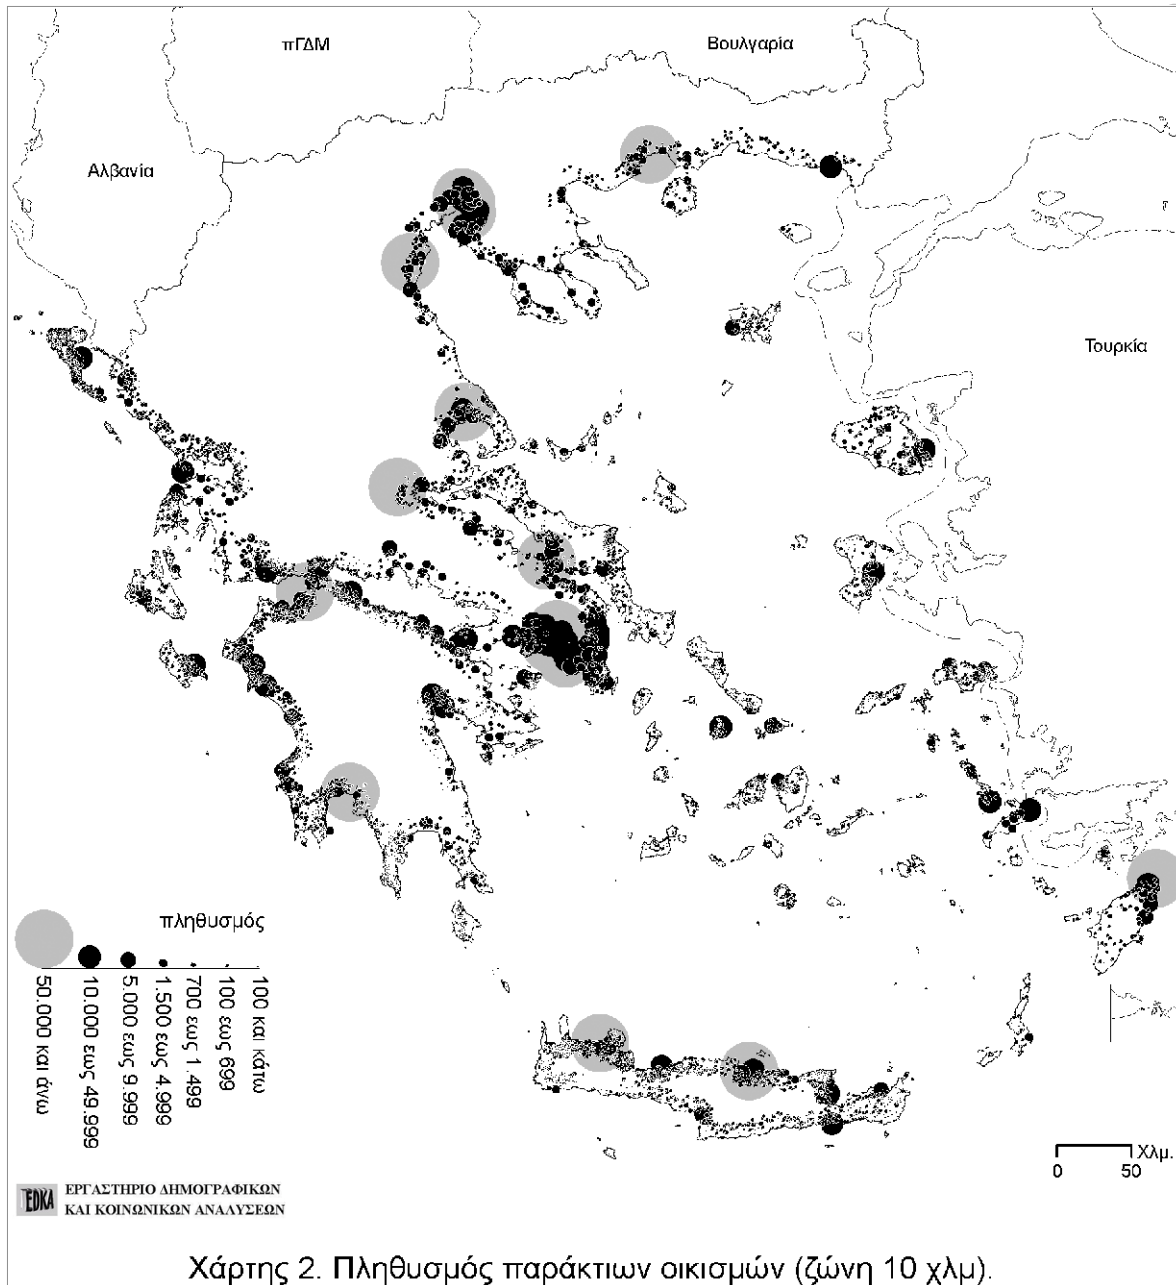 πΓΔΜ
Βουλγαρία
Αλβανία
Τουρκία
πληθυσμός
50.000 και άνω
10.000 εως 49.999
5.000 εως 9.999
1.500 εως 4.999
700 εως 1.499
100 εως 699
100 και κάτω
Χλμ.
0 50
ΕΔΚΑ
ΕΡΓΑΣΤΗΡΙΟ ΔΗΜΟΓΡΑΦΙΚΩΝ
ΚΑΙ ΚΟΙΝΩΝΙΚΩΝ ΑΝΑΛΥΣΕΩΝ
Χάρτης 2. Πληθυσμός παράκτιων οικισμών (ζώνη 10 χλμ).